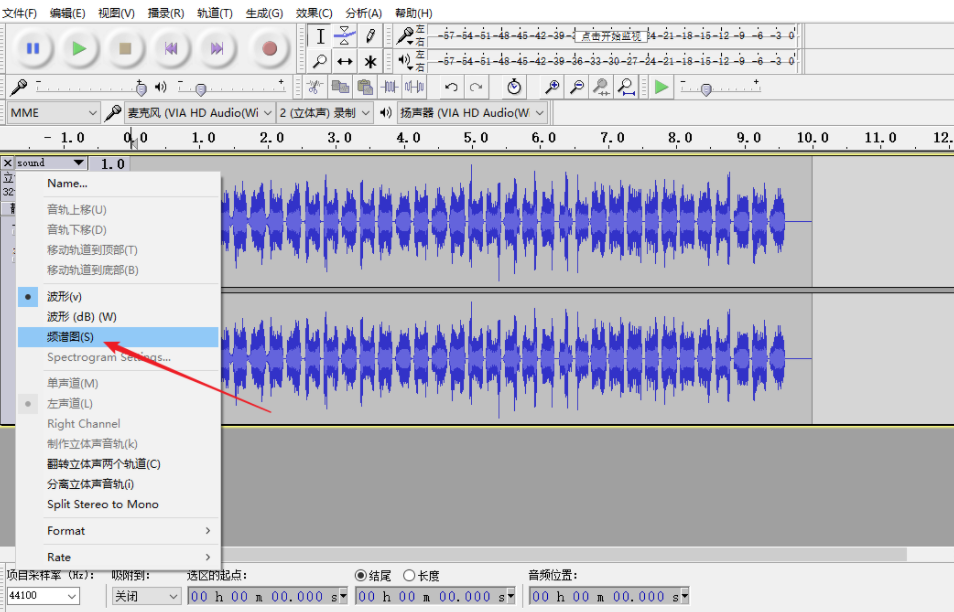 文件(F) 编辑(E) 视图(V) 播录(R) 轨道(T) 生成(G) 效果(C) 分析(A) 帮助(H)
左 右 -57-54-51-48-45-42-39- 点击开始监视 -24-21-18-15-12 -9 -6 -3 0
左 右 -57-54-51-48-45-42-39-36-33-30-27-24-21-18-15-12 -9 -6 -3 0
MME 麦克风 (VIA HD Audio(Wi 2 (立体声) 录制 扬声器 (VIA HD Audio(W
- 1.0 0.0 1.0 2.0 3.0 4.0 5.0 6.0 7.0 8.0 9.0 10.0 11.0 12.
× sound 1.0
立
32
Name...
音轨上移(U)
音轨下移(D)
移动轨道到顶部(T)
移动轨道到底部(B)
波形(v)
波形 (dB) (W)
频谱图(S)
Spectrogram Settings...
单声道(M)
左声道(L)
Right Channel
制作立体声音轨(k)
翻转立体声两个轨道(C)
分离立体声音轨(i)
Split Stereo to Mono
Format
Rate
项目采样率 (Hz): 吸附到: 选区的起点: 结尾 长度 音频位置:
44100 关闭 00 h 00 m 00.000 s 00 h 00 m 00.000 s 00 h 00 m 00.000 s